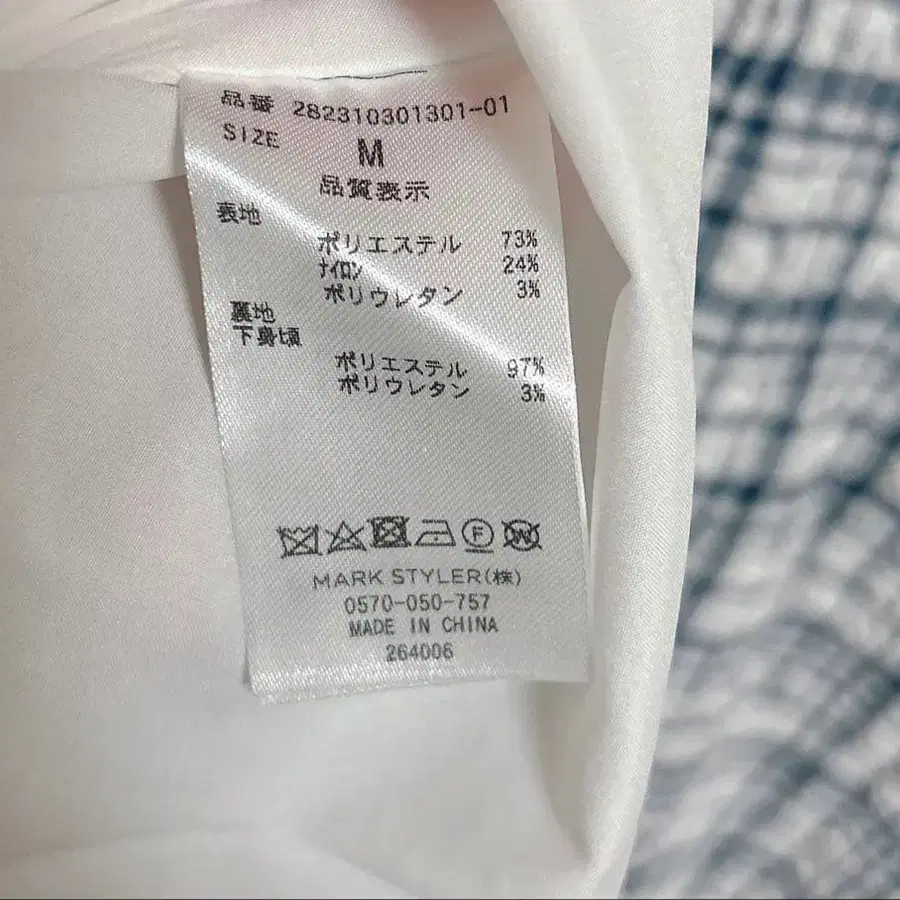 品番 282310301301-01
SIZE M
品質表示
表地
ポリエステル 73%
ナイロン 24%
ポリウレタン 3%
裏地
下身頃
ポリエステル 97%
ポリウレタン 3%
F W
MARK STYLER(株)
0570-050-757
MADE IN CHINA
264006